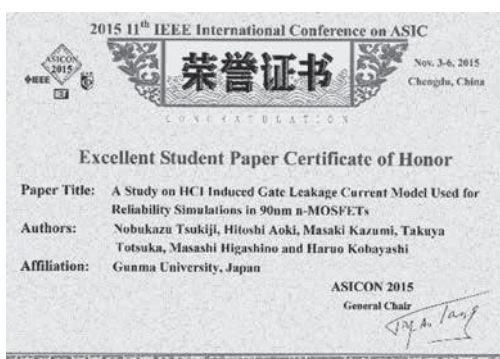 2015 11th IEEE International Conference on ASIC
ASICON
2015
IEEE
荣誉证书
Nov. 3-6, 2015
Chengdu, China
CONGRATULATION
Excellent Student Paper Certificate of Honor
Paper Title: A Study on HCI Induced Gate Leakage Current Model Used for
Reliability Simulations in 90nm n-MOSFETs
Authors: Nobukazu Tsukiji, Hitoshi Aoki, Masaki Kazumi, Takuya
Totsuka, Masashi Higashino and Haruo Kobayashi
Affiliation: Gunma University, Japan
ASICON 2015
General Chair